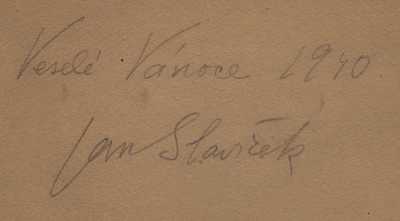 Veselé Vánoce 1940.
Jan Slavíček